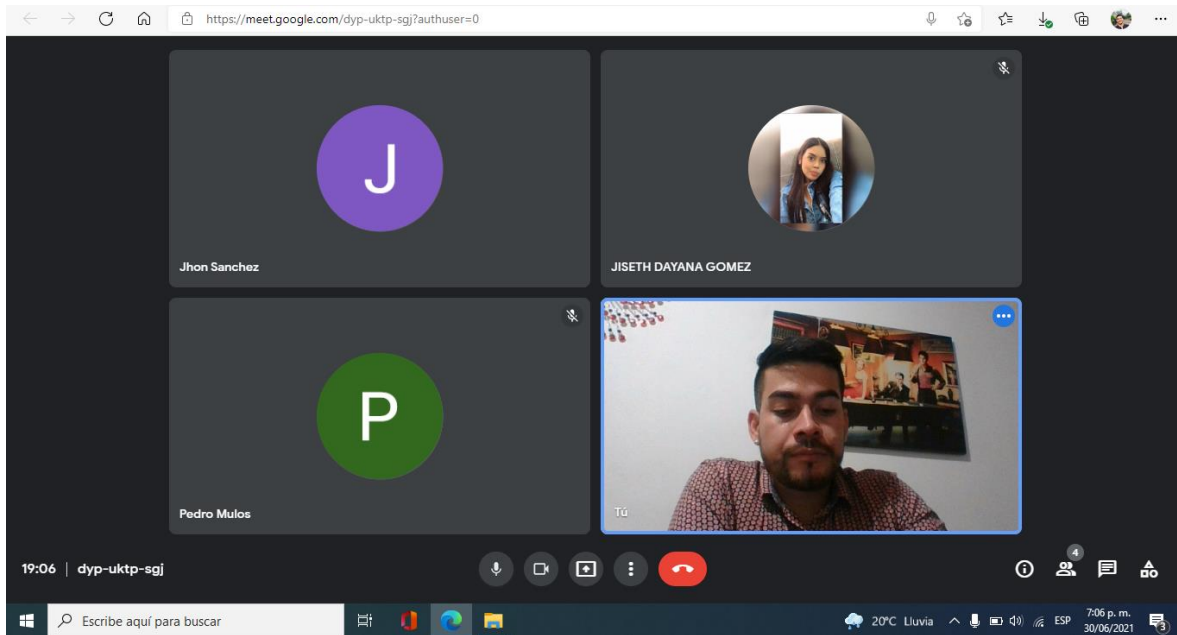 https://meet.google.com/dyp-uktp-sgj?authuser=0
J
Jhon Sanchez
JISETH DAYANA GOMEZ
P
Pedro Mulos
Tú
19:06 | dyp-uktp-sgj
4
Escribe aquí para buscar
20°C Lluvia
ESP
7:06 p. m.
30/06/2021
3